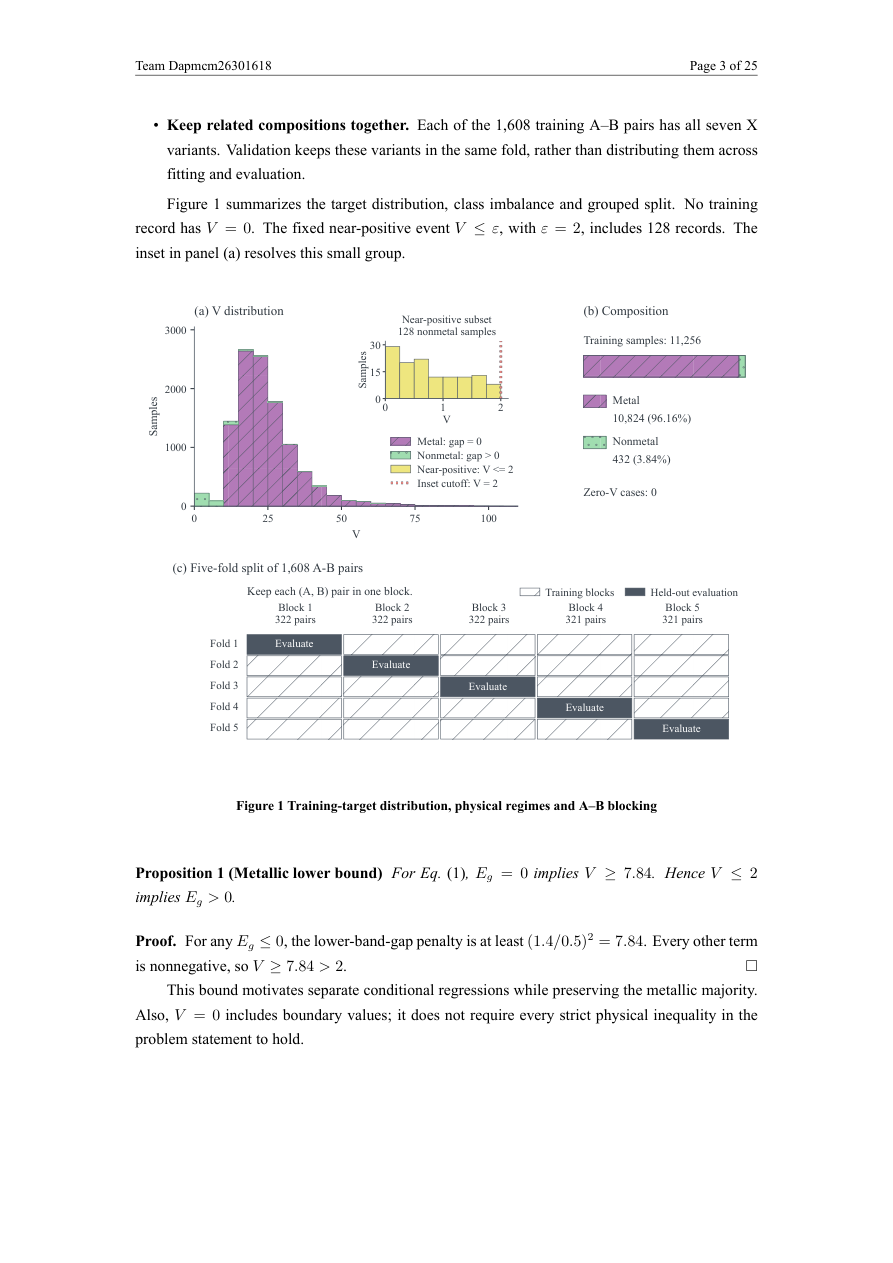 Team Dapmcm26301618 Page 3 of 25
• Keep related compositions together. Each of the 1,608 training A–B pairs has all seven X
variants. Validation keeps these variants in the same fold, rather than distributing them across
fitting and evaluation.
Figure 1 summarizes the target distribution, class imbalance and grouped split. No training
record has V = 0. The fixed near-positive event V ≤ ε, with ε = 2, includes 128 records. The
inset in panel (a) resolves this small group.
(a) V distribution
3000
2000
1000
0
Samples
0 25 50 75 100
V
Near-positive subset
128 nonmetal samples
30
15
0
Samples
0 1 2
V
Metal: gap = 0
Nonmetal: gap > 0
Near-positive: V <= 2
Inset cutoff: V = 2
(b) Composition
Training samples: 11,256
Metal
10,824 (96.16%)
Nonmetal
432 (3.84%)
Zero-V cases: 0
(c) Five-fold split of 1,608 A-B pairs
Keep each (A, B) pair in one block. Training blocks Held-out evaluation
Block 1 Block 2 Block 3 Block 4 Block 5
322 pairs 322 pairs 322 pairs 321 pairs 321 pairs
Fold 1 Evaluate
Fold 2 Evaluate
Fold 3 Evaluate
Fold 4 Evaluate
Fold 5 Evaluate
Figure 1 Training-target distribution, physical regimes and A–B blocking
Proposition 1 (Metallic lower bound) For Eq. (1), E_g = 0 implies V ≥ 7.84. Hence V ≤ 2
implies E_g > 0.
Proof. For any E_g ≤ 0, the lower-band-gap penalty is at least (1.4/0.5)² = 7.84. Every other term
is nonnegative, so V ≥ 7.84 > 2. □
This bound motivates separate conditional regressions while preserving the metallic majority.
Also, V = 0 includes boundary values; it does not require every strict physical inequality in the
problem statement to hold.